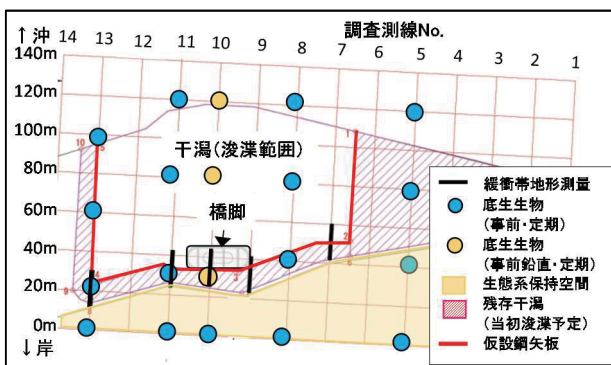 調査測線No.
↑沖 14 13 12 11 10 9 8 7 6 5 4 3 2 1
140m
120m
100m
80m
60m
40m
20m
0m
↓岸
干潟(浚渫範囲)
橋脚
緩衝帯地形測量
底生生物
(事前・定期)
底生生物
(事前鉛直・定期)
生態系保持空間
残存干潟
(当初浚渫予定)
仮設鋼矢板